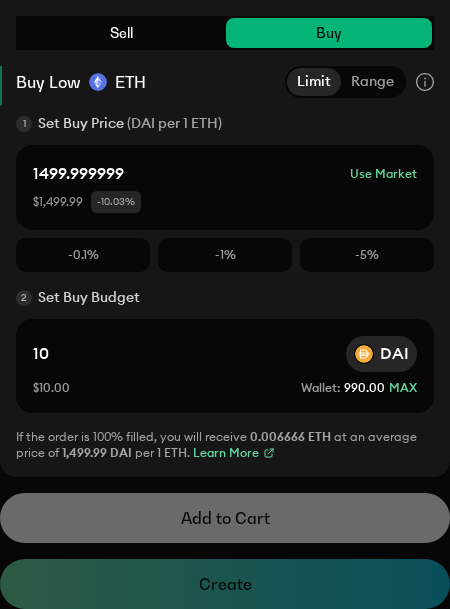 Sell Buy
Buy Low ETH Limit Range
1 Set Buy Price (DAI per 1 ETH)
1499.999999 Use Market
$1,499.99 -10.03%
-0.1% -1% -5%
2 Set Buy Budget
10 DAI
$10.00 Wallet: 990.00 MAX
If the order is 100% filled, you will receive 0.006666 ETH at an average
price of 1,499.99 DAI per 1 ETH. Learn More
Add to Cart
Create